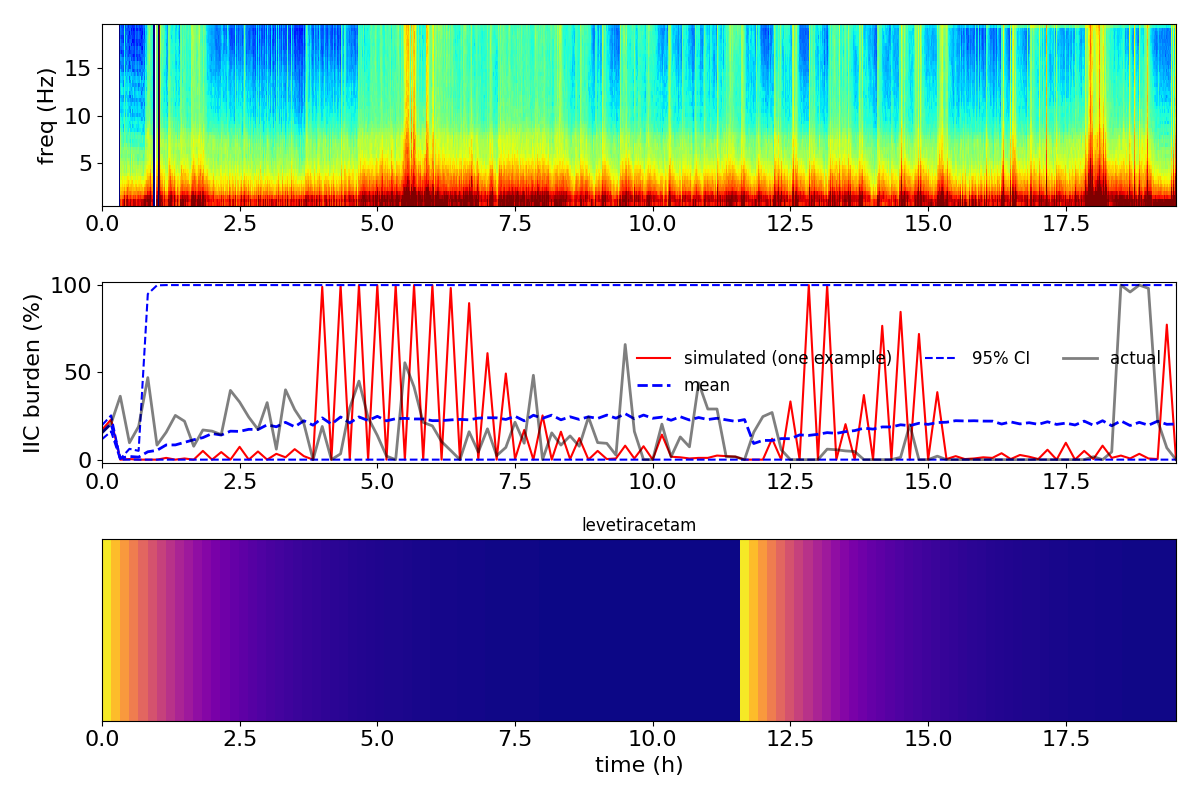 freq (Hz)
15
10
5
0.0 2.5 5.0 7.5 10.0 12.5 15.0 17.5
IIC burden (%)
100
50
0
simulated (one example) 95% CI actual
mean
0.0 2.5 5.0 7.5 10.0 12.5 15.0 17.5
levetiracetam
0.0 2.5 5.0 7.5 10.0 12.5 15.0 17.5
time (h)